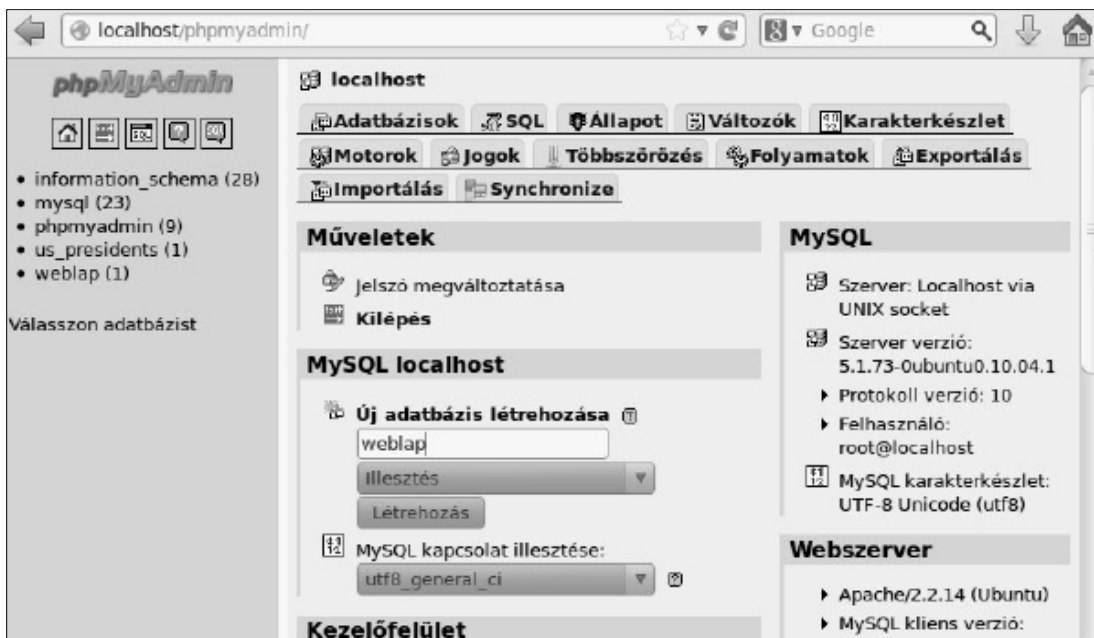 localhost/phpmyadmin/
Google
phpMyAdmin
information_schema (28)
mysql (23)
phpmyadmin (9)
us_presidents (1)
weblap (1)
Válasszon adatbázist
localhost
Adatbázisok SQL Állapot Változók Karakterkészlet
Motorok Jogok Többszörözés Folyamatok Exportálás
Importálás Synchronize
Műveletek
Jelszó megváltoztatása
Kilépés
MySQL localhost
Új adatbázis létrehozása
weblap
Illesztés
Létrehozás
MySQL kapcsolat illesztése:
utf8_general_ci
Kezelőfelület
MySQL
Szerver: Localhost via
UNIX socket
Szerver verzió:
5.1.73-0ubuntu0.10.04.1
Protokoll verzió: 10
Felhasználó:
root@localhost
MySQL karakterkészlet:
UTF-8 Unicode (utf8)
Webszerver
Apache/2.2.14 (Ubuntu)
MySQL kliens verzió: